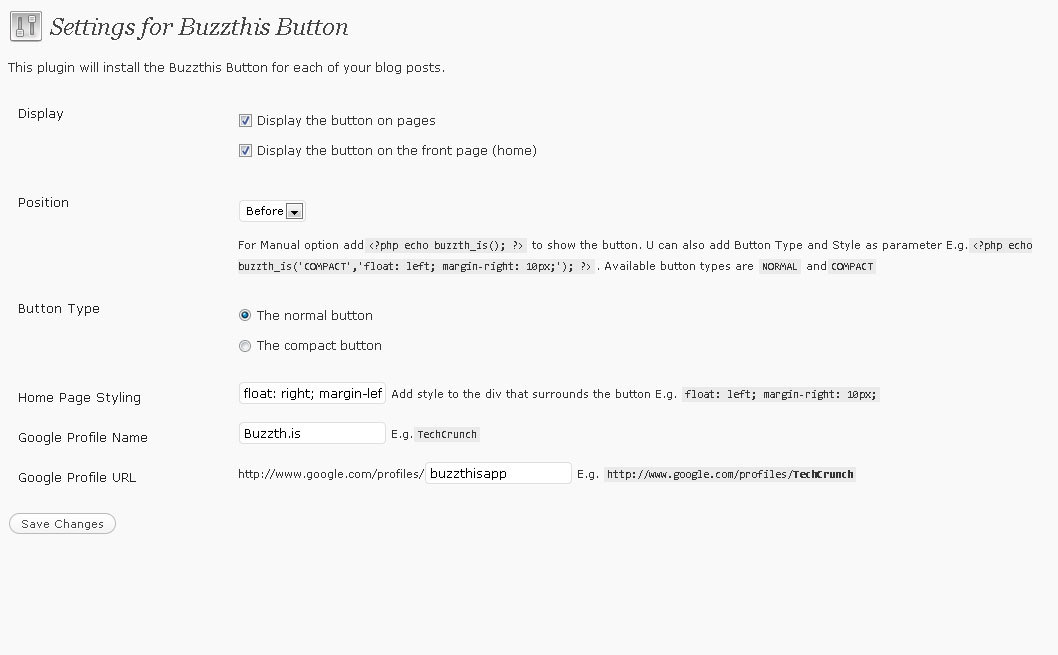 Settings for Buzzthis Button
This plugin will install the Buzzthis Button for each of your blog posts.
Display
Display the button on pages
Display the button on the front page (home)
Position
Before
For Manual option add <?php echo buzzth_is(); ?> to show the button. U can also add Button Type and Style as parameter E.g. <?php echo
buzzth_is('COMPACT','float: left; margin-right: 10px;'); ?> . Available button types are NORMAL and COMPACT
Button Type
The normal button
The compact button
Home Page Styling float: right; margin-lef Add style to the div that surrounds the button E.g. float: left; margin-right: 10px;
Google Profile Name Buzzth.is E.g. TechCrunch
Google Profile URL http://www.google.com/profiles/ buzzthisapp E.g. http://www.google.com/profiles/TechCrunch
Save Changes